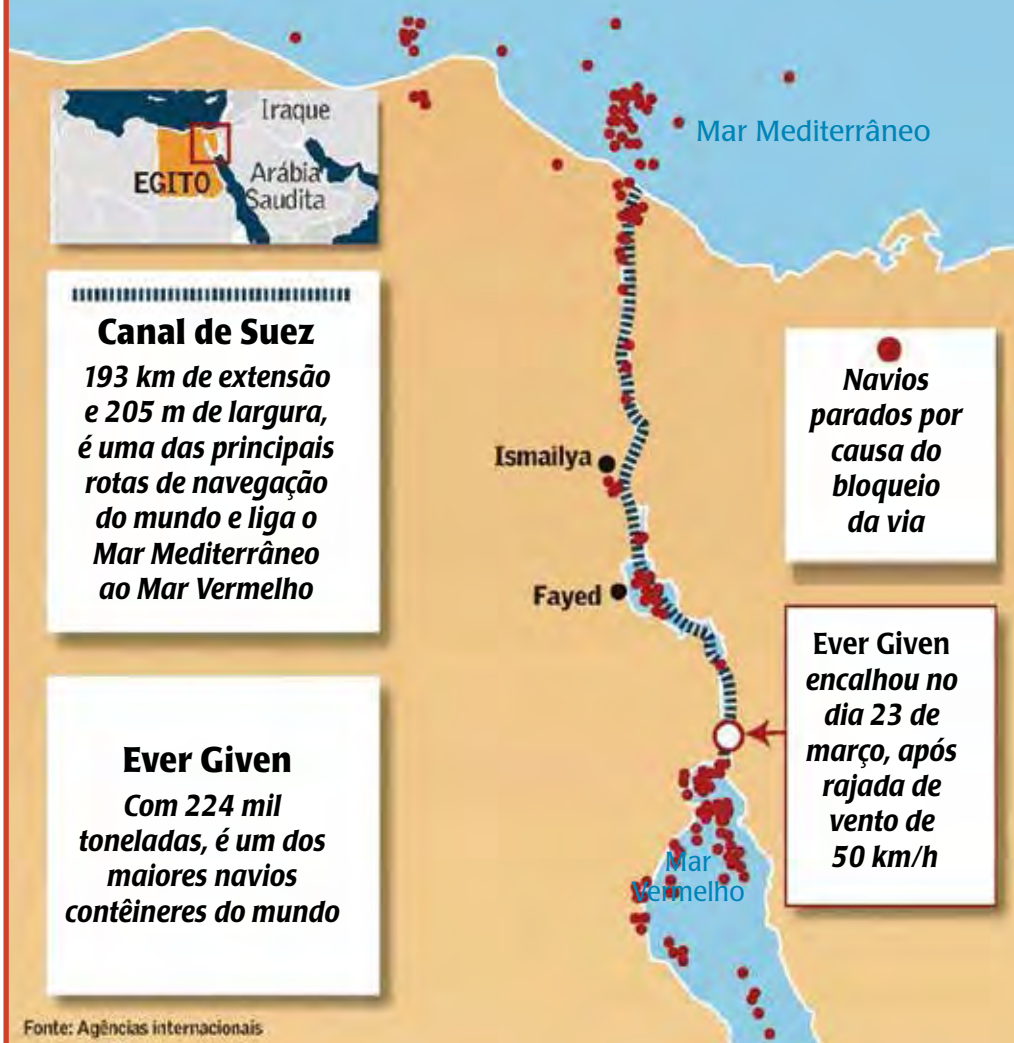 Mar Mediterrâneo
Iraque
EGITO
Arábia
Saudita
Canal de Suez
193 km de extensão
e 205 m de largura,
é uma das principais
rotas de navegação
do mundo e liga o
Mar Mediterrâneo
ao Mar Vermelho
Navios
parados por
causa do
bloqueio
da via
Ismailya
Fayed
Ever Given
encalhou no
dia 23 de
março, após
rajada de
vento de
50 km/h
Ever Given
Com 224 mil
toneladas, é um dos
maiores navios
contêineres do mundo
Mar
Vermelho
Fonte: Agências internacionais